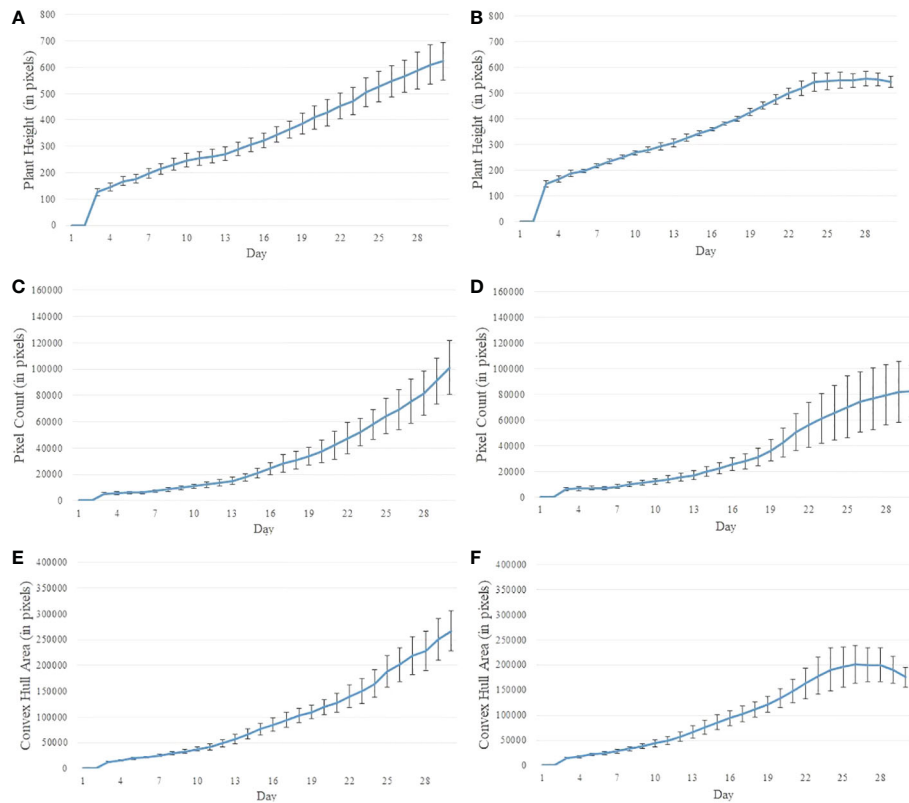 A
Plant Height (in pixels)
800
700
600
500
400
300
200
100
0
1 4 7 10 13 16 19 22 25 28
Day
B
Plant Height (in pixels)
800
700
600
500
400
300
200
100
0
1 4 7 10 13 16 19 22 25 28
Day
C
Pixel Count (in pixels)
160000
140000
120000
100000
80000
60000
40000
20000
0
1 4 7 10 13 16 19 22 25 28
Day
D
Pixel Count (in pixels)
160000
140000
120000
100000
80000
60000
40000
20000
0
1 4 7 10 13 16 19 22 25 28
Day
E
Convex Hull Area (in pixels)
400000
350000
300000
250000
200000
150000
100000
50000
0
1 4 7 10 13 16 19 22 25 28
Day
F
Convex Hull Area (in pixels)
400000
350000
300000
250000
200000
150000
100000
50000
0
1 4 7 10 13 16 19 22 25 28
Day